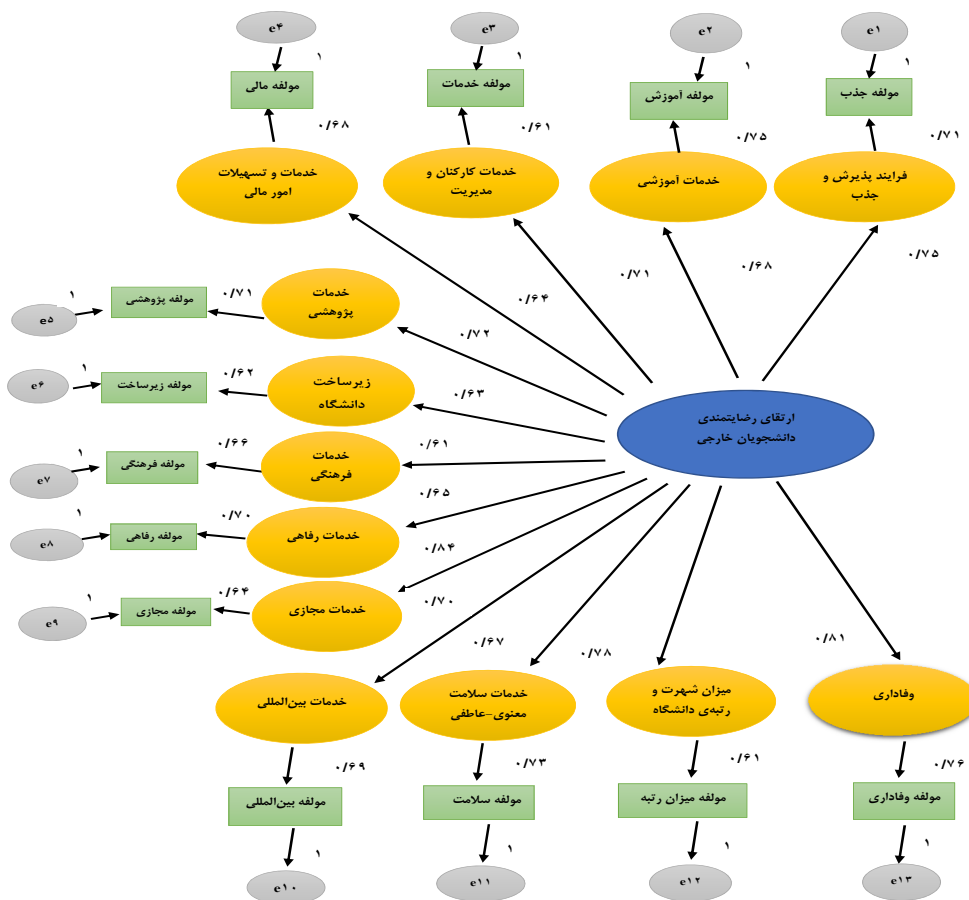 e۱
e۲
e۳
e۴
۱
۱
۱
۱
مولفه جذب
مولفه آموزش
مولفه خدمات
مولفه مالی
۰/۷۱
۰/۷۵
۰/۶۱
۰/۶۸
فرایند پذیرش و
جذب
خدمات آموزشی
خدمات کارکنان و
مدیریت
خدمات و تسهیلات
امور مالی
۰/۷۵
۰/۶۸
۰/۷۱
۰/۶۴
۰/۷۲
۰/۶۳
۰/۶۱
۰/۶۵
۰/۸۴
۰/۷۰
۰/۶۷
۰/۷۸
۰/۸۱
ارتقای رضایتمندی
دانشجویان خارجی
خدمات
پژوهشی
۰/۷۱
مولفه پژوهشی
۱
e۵
زیرساخت
دانشگاه
۰/۶۲
مولفه زیرساخت
۱
e۶
خدمات
فرهنگی
۰/۶۶
مولفه فرهنگی
۱
e۷
خدمات رفاهی
۰/۷۰
مولفه رفاهی
۱
e۸
خدمات مجازی
۰/۶۴
مولفه مجازی
۱
e۹
وفاداری
میزان شهرت و
رتبه‌ی دانشگاه
خدمات سلامت
معنوی-عاطفی
خدمات بین‌المللی
۰/۷۶
۰/۶۱
۰/۷۳
۰/۶۹
مولفه وفاداری
مولفه میزان رتبه
مولفه سلامت
مولفه بین‌المللی
۱
۱
۱
۱
e۱۳
e۱۲
e۱۱
e۱۰